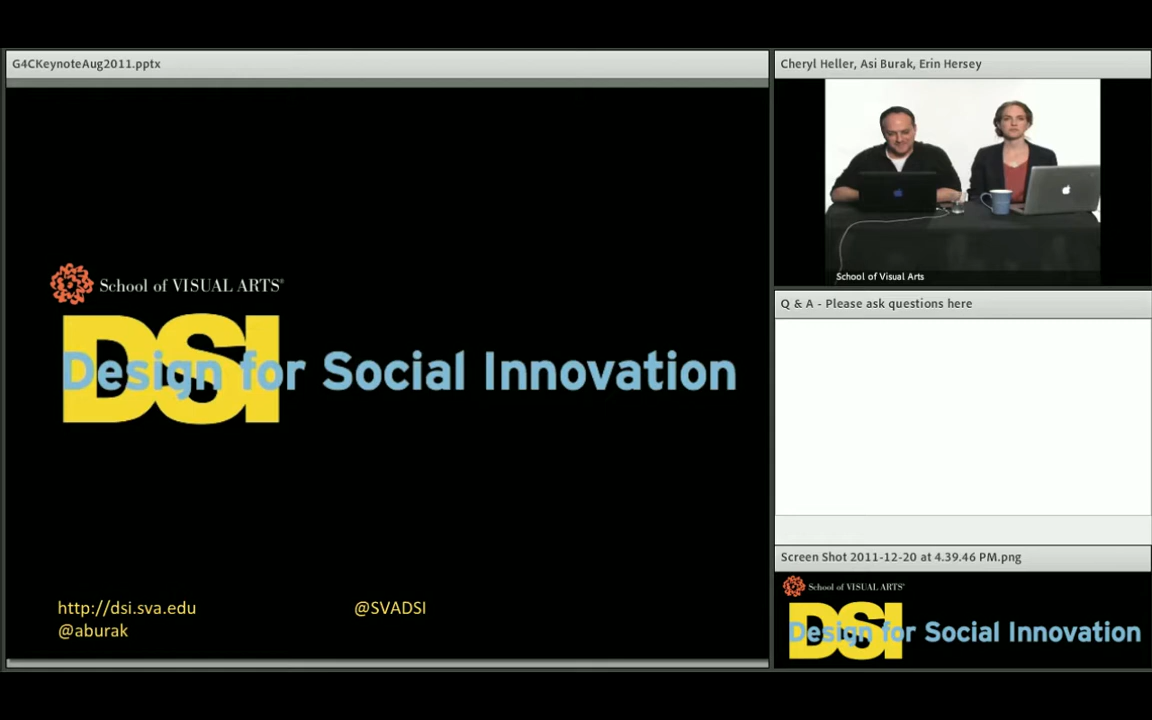 G4CKeynoteAug2011.pptx
School of VISUAL ARTS®
DSI
Design for Social Innovation
http://dsi.sva.edu @SVADSI
@aburak
Cheryl Heller, Asi Burak, Erin Hersey
School of Visual Arts
Q & A - Please ask questions here
Screen Shot 2011-12-20 at 4.39.46 PM.png
School of VISUAL ARTS®
DSI
Design for Social Innovation